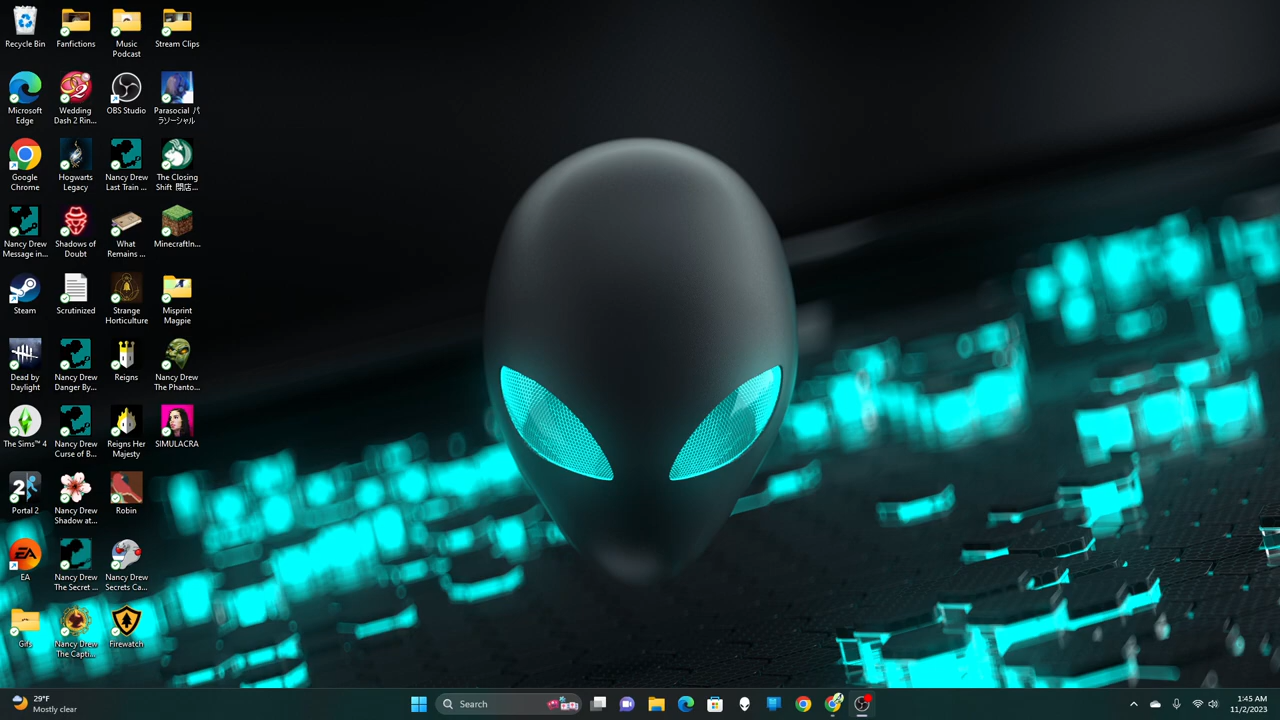 Recycle Bin
Fanfictions
Music
Podcast
Stream Clips
Microsoft
Edge
Wedding
Dash 2 Rin...
OBS Studio
Parasocial パ
ラソーシャル
Google
Chrome
Hogwarts
Legacy
Nancy Drew
Last Train ...
The Closing
Shift 閉店...
Nancy Drew
Message in...
Shadows of
Doubt
What
Remains ...
MinecraftIn...
Steam
Scrutinized
Strange
Horticulture
Misprint
Magpie
Dead by
Daylight
Nancy Drew
Danger By...
Reigns
Nancy Drew
The Phanto...
The Sims™ 4
Nancy Drew
Curse of B...
Reigns Her
Majesty
SIMULACRA
2
Portal 2
Nancy Drew
Shadow at...
Robin
EA
EA
Nancy Drew
The Secret ...
Nancy Drew
Secrets Ca...
Gifs
Nancy Drew
The Capti...
Firewatch
29°F
Mostly clear
Search
1:45 AM
11/2/2023